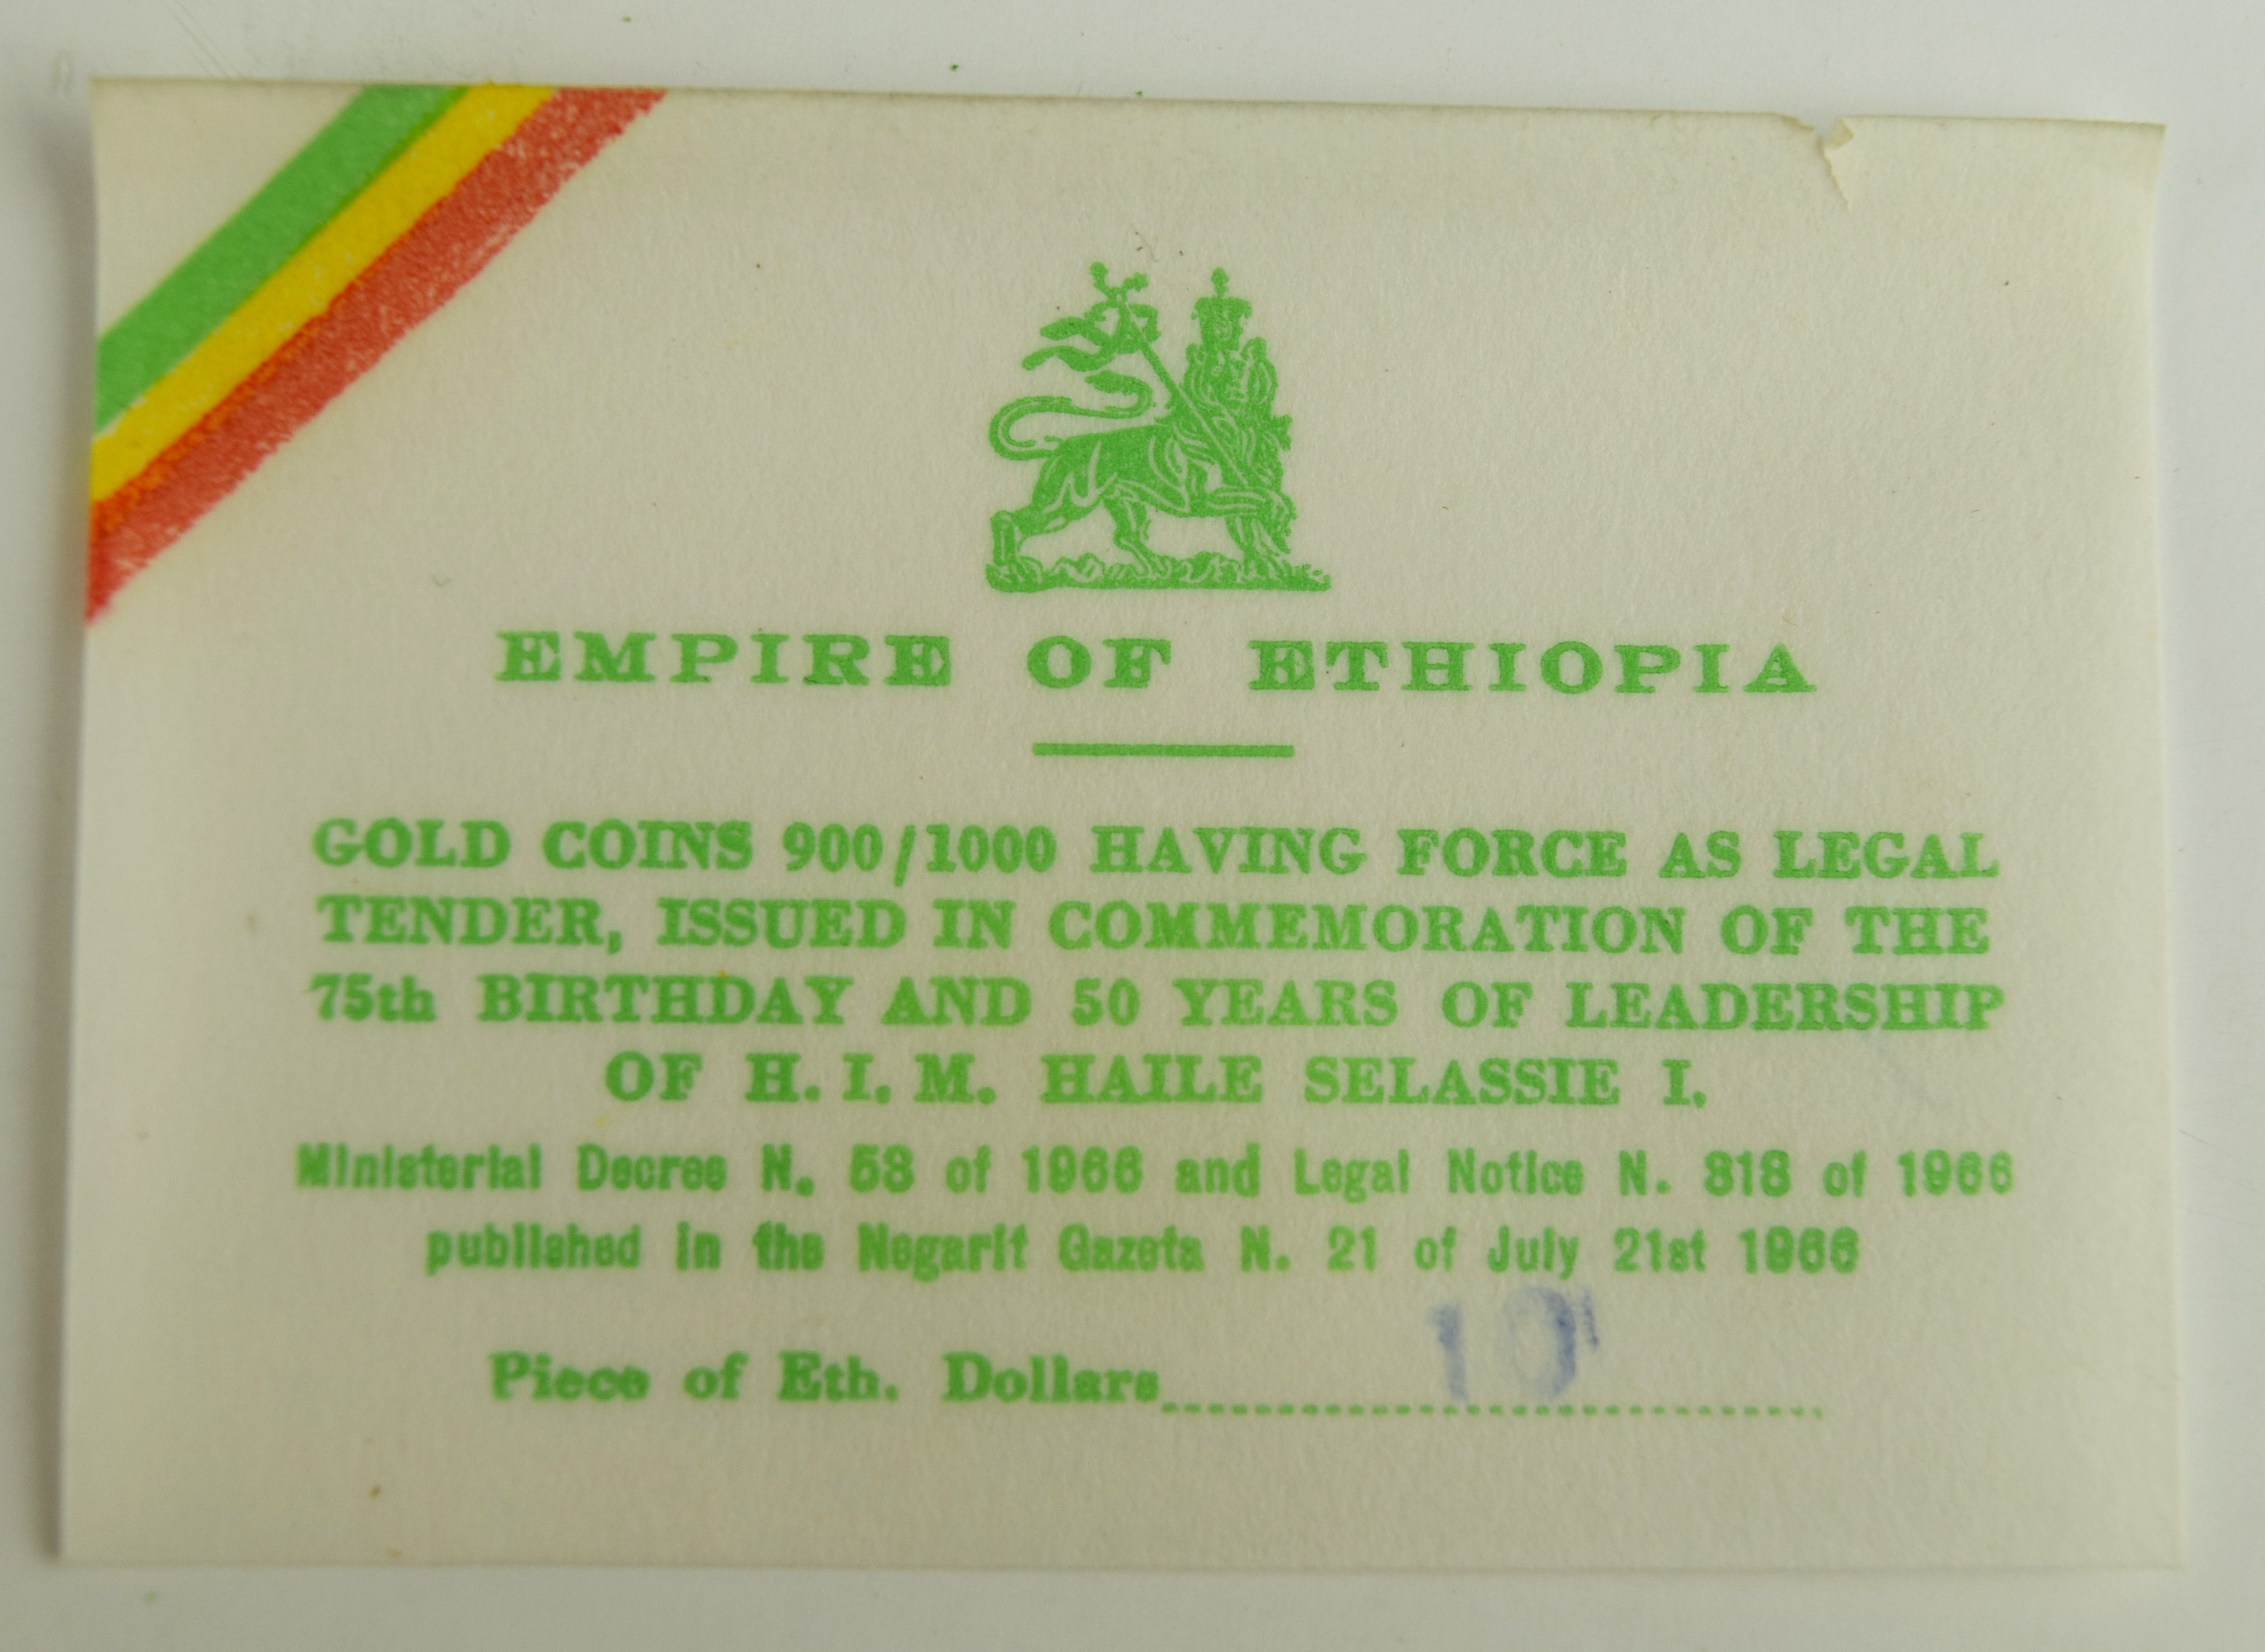 EMPIRE OF ETHIOPIA
GOLD COINS 900/1000 HAVING FORCE AS LEGAL
TENDER, ISSUED IN COMMEMORATION OF THE
75th BIRTHDAY AND 50 YEARS OF LEADERSHIP
OF H. I. M. HAILE SELASSIE I.
Ministerial Decree N. 58 of 1966 and Legal Notice N. 318 of 1966
published in the Negarit Gazeta N. 21 of July 21st 1966
Piece of Eth. Dollars 10